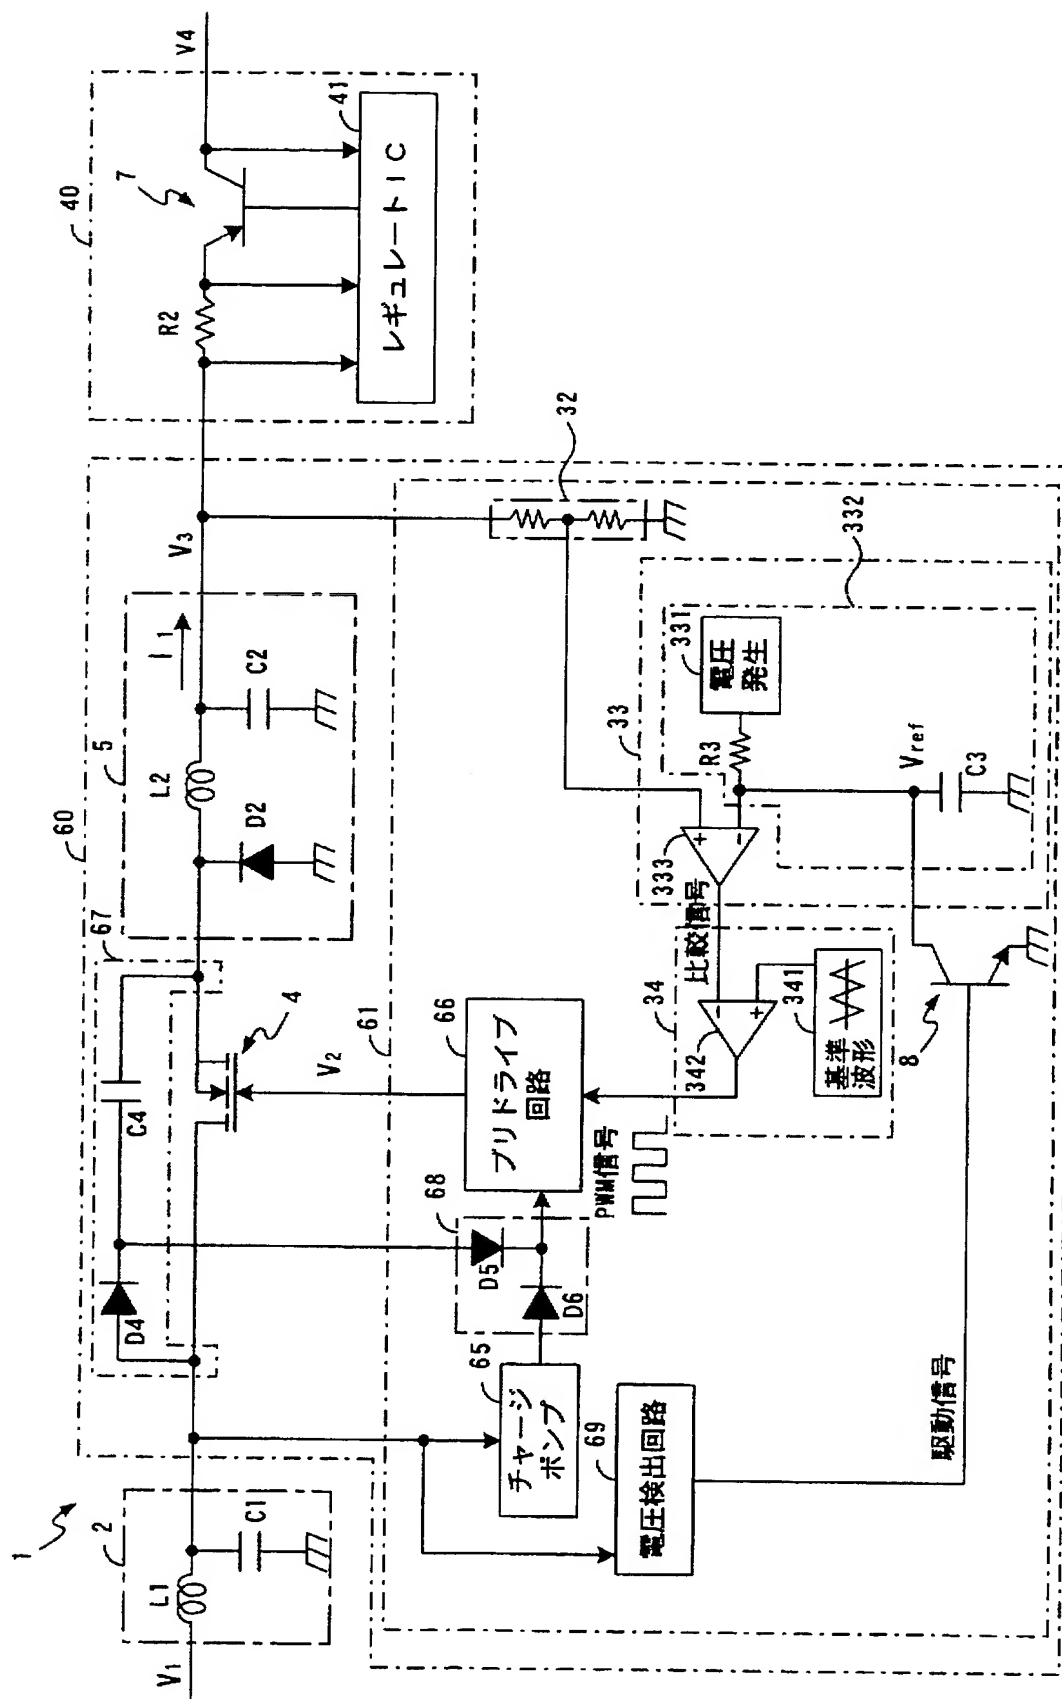 1
V1
L1
2
C1
60
67
D4
C4
4
5
L2
D2
I1
C2
V3
40
R2
7
V4
レギュレートIC
41
V2
61
チャージ
ポンプ
65
電圧検出回路
69
D5
D6
68
プリドライブ
回路
66
PWM信号
34
342
比較信号
基準
波形
341
333
33
R3
電圧
発生
331
332
32
Vref
C3
8
駆動信号